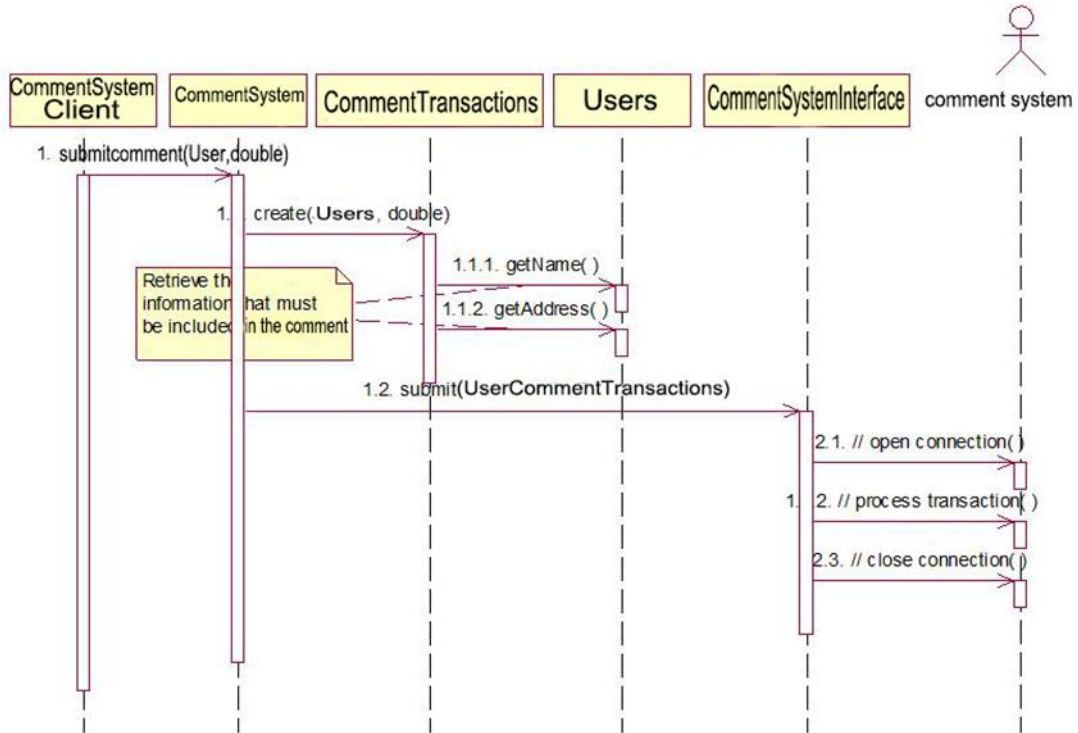 CommentSystem
Client
CommentSystem
CommentTransactions
Users
CommentSystemInterface
comment system
1. submitcomment(User,double)
1. . create(.Users, double)
Retrieve the
information that must
be included in the comment
1.1.1. getName( )
1.1.2. getAddress( )
1.2. submit(UserCommentTransactions)
2.1. // open connection( )
1. .2. // process transaction( )
2.3. // close connection( )